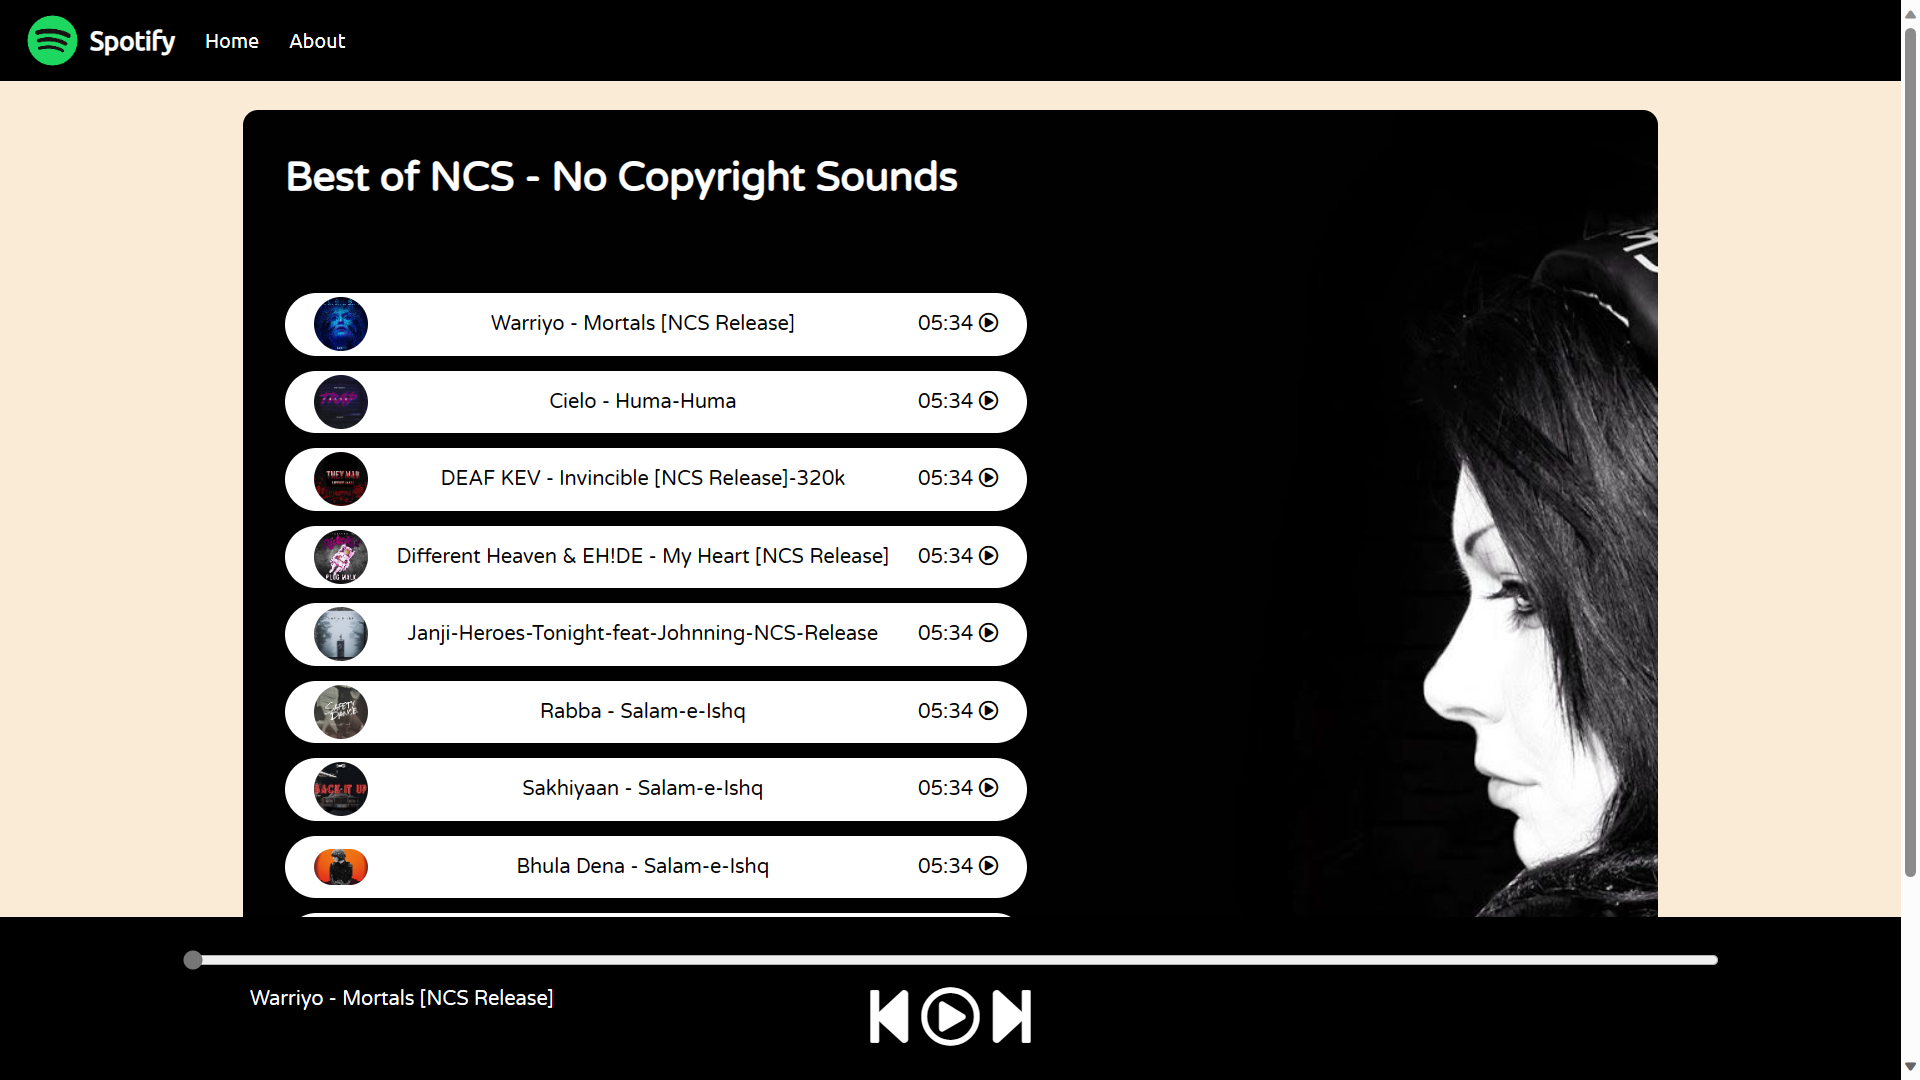 Spotify Home About
Best of NCS - No Copyright Sounds
Warriyo - Mortals [NCS Release] 05:34
Cielo - Huma-Huma 05:34
DEAF KEV - Invincible [NCS Release]-320k 05:34
Different Heaven & EH!DE - My Heart [NCS Release] 05:34
Janji-Heroes-Tonight-feat-Johnning-NCS-Release 05:34
Rabba - Salam-e-Ishq 05:34
Sakhiyaan - Salam-e-Ishq 05:34
Bhula Dena - Salam-e-Ishq 05:34
Warriyo - Mortals [NCS Release]